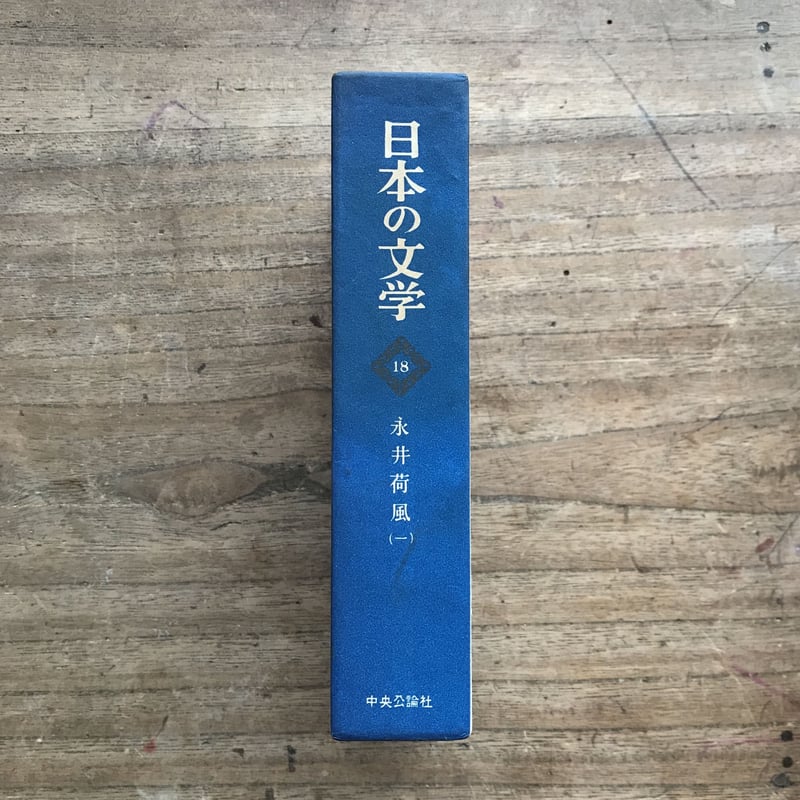 日本の文学
18
永井荷風
(一)
中央公論社